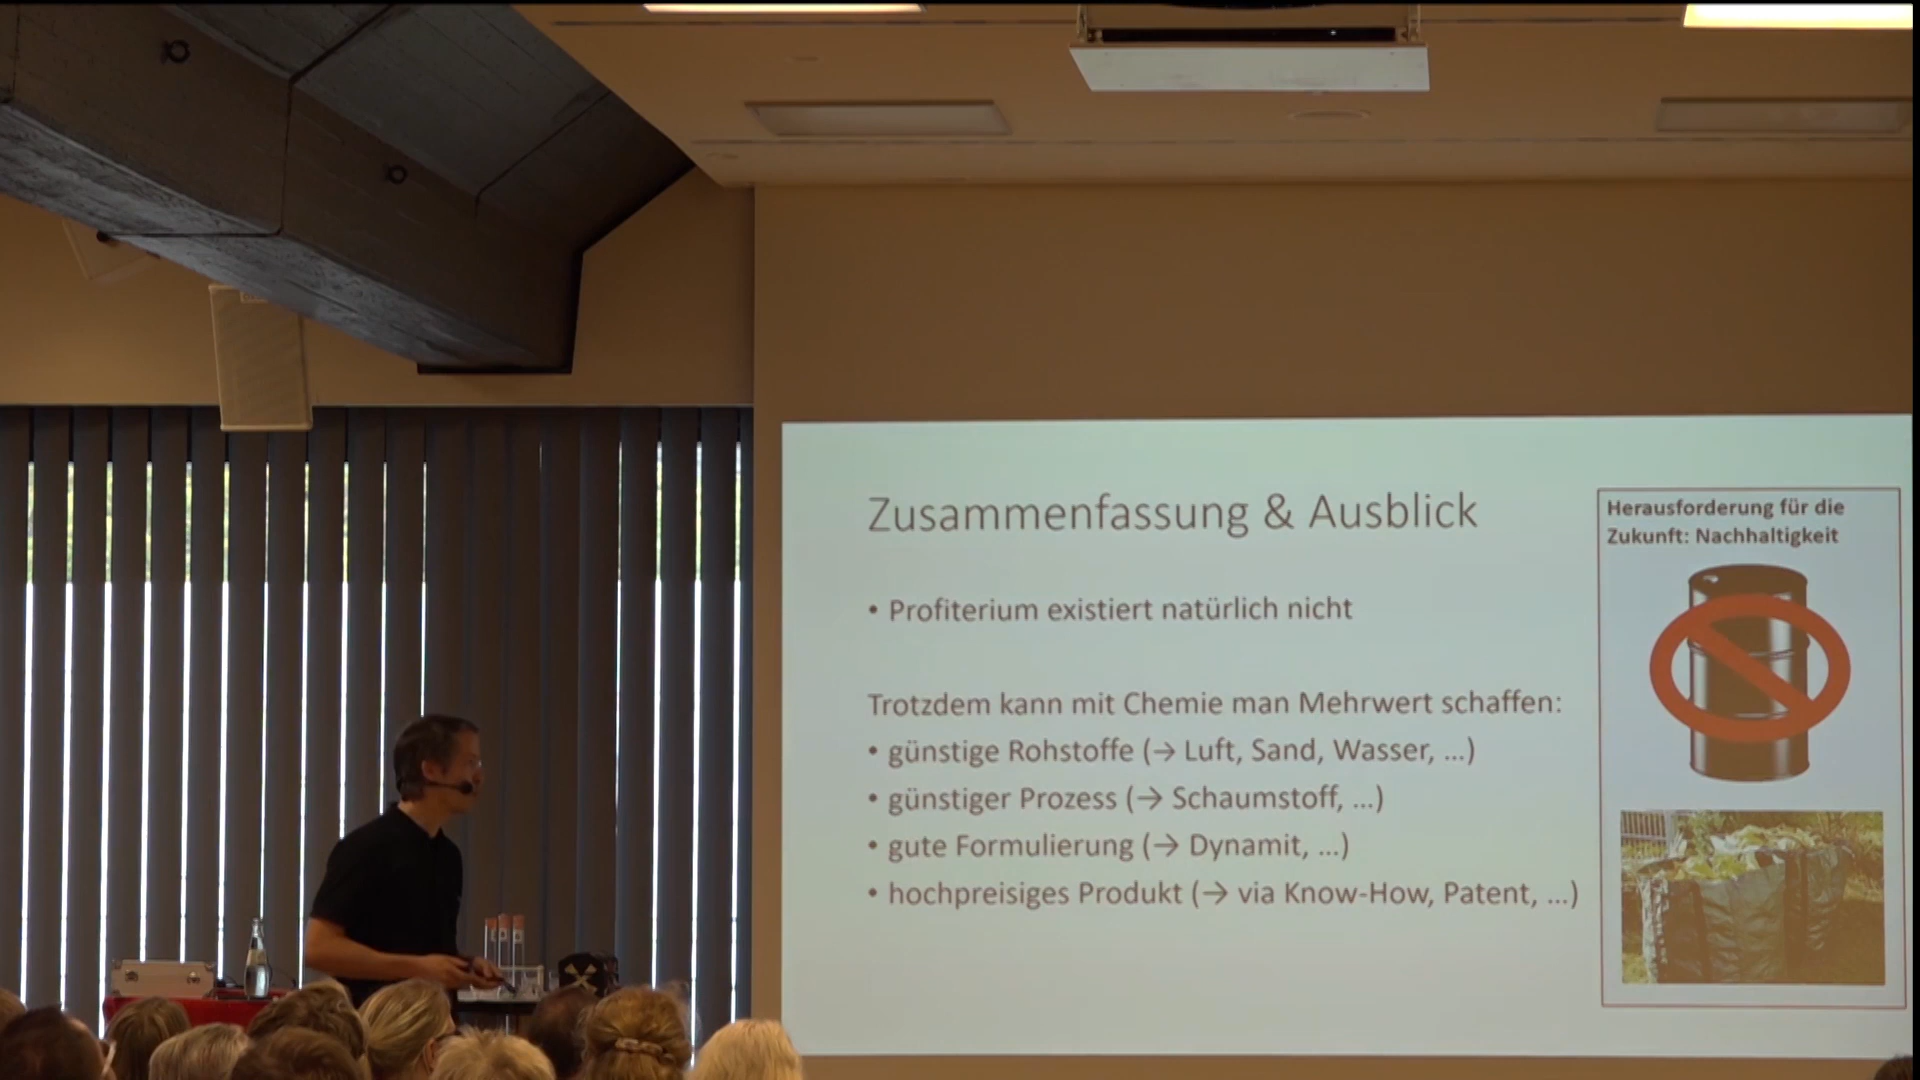 Zusammenfassung & Ausblick
• Profiterium existiert natürlich nicht
Trotzdem kann mit Chemie man Mehrwert schaffen:
• günstige Rohstoffe (→ Luft, Sand, Wasser, ...)
• günstiger Prozess (→ Schaumstoff, ...)
• gute Formulierung (→ Dynamit, ...)
• hochpreisiges Produkt (→ via Know-How, Patent, ...)
Herausforderung für die
Zukunft: Nachhaltigkeit